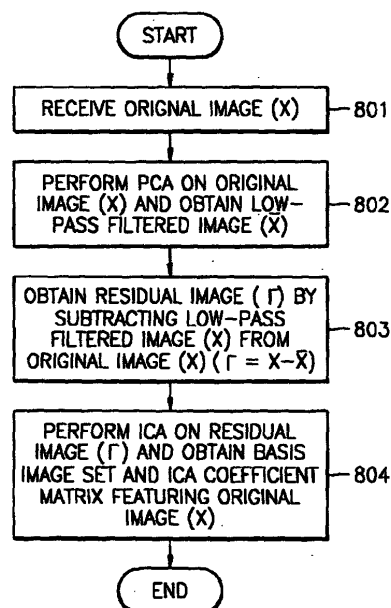 START
RECEIVE ORIGNAL IMAGE (X)
801
PERFORM PCA ON ORIGINAL
IMAGE (X) AND OBTAIN LOW-
PASS FILTERED IMAGE (X̄)
802
OBTAIN RESIDUAL IMAGE (Γ) BY
SUBTRACTING LOW-PASS
FILTERED IMAGE (X) FROM
ORIGINAL IMAGE (X) (Γ = X-X̄)
803
PERFORM ICA ON RESIDUAL
IMAGE (Γ) AND OBTAIN BASIS
IMAGE SET AND ICA COEFFICIENT
MATRIX FEATURING ORIGINAL
IMAGE (X)
804
END